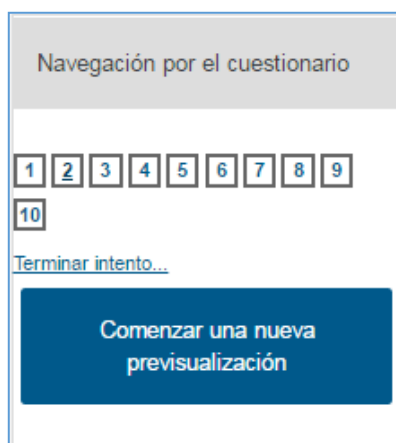 Navegación por el cuestionario
1 2 3 4 5 6 7 8 9
10
Terminar intento...
Comenzar una nueva
previsualización